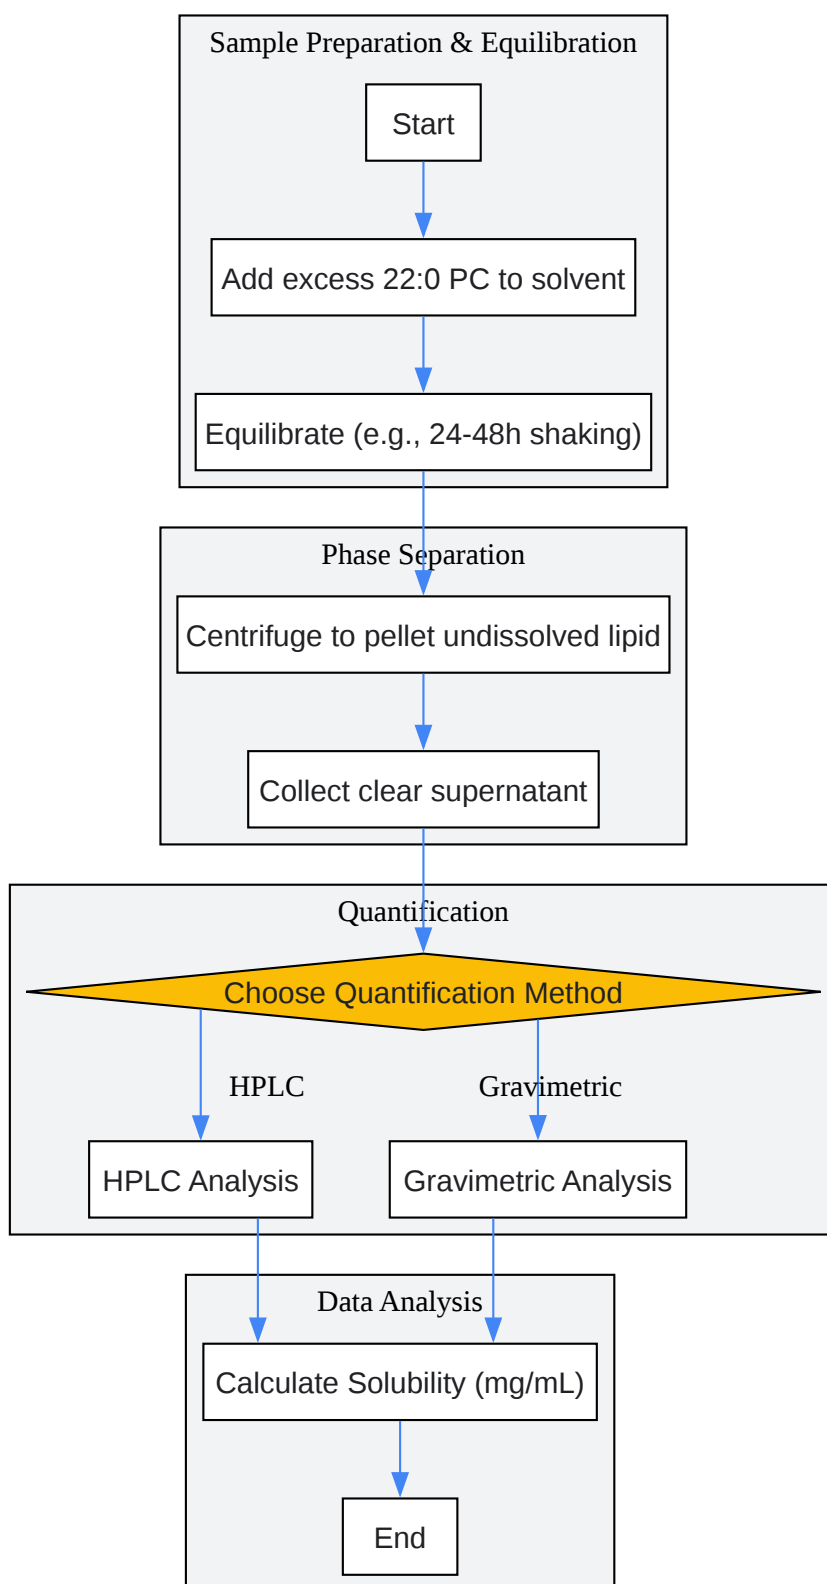 Sample Preparation & Equilibration
Start
Add excess 22:0 PC to solvent
Equilibrate (e.g., 24-48h shaking)
Phase Separation
Centrifuge to pellet undissolved lipid
Collect clear supernatant
Quantification
Choose Quantification Method
HPLC
Gravimetric
HPLC Analysis
Gravimetric Analysis
Data Analysis
Calculate Solubility (mg/mL)
End